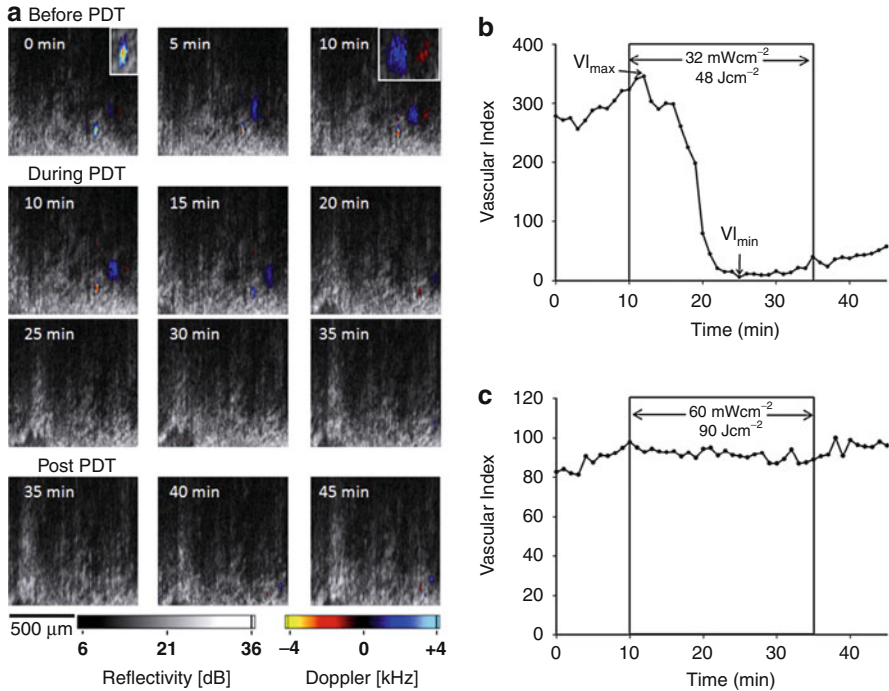 a Before PDT
0 min
5 min
10 min
During PDT
10 min
15 min
20 min
25 min
30 min
35 min
Post PDT
35 min
40 min
45 min
500 µm
6 21 36
Reflectivity [dB]
−4 0 +4
Doppler [kHz]
b
400
300
200
100
0
Vascular Index
VImax
32 mWcm⁻²
48 Jcm⁻²
VImin
0 10 20 30 40
Time (min)
c
120
100
80
60
40
20
0
Vascular Index
60 mWcm⁻²
90 Jcm⁻²
0 10 20 30 40
Time (min)